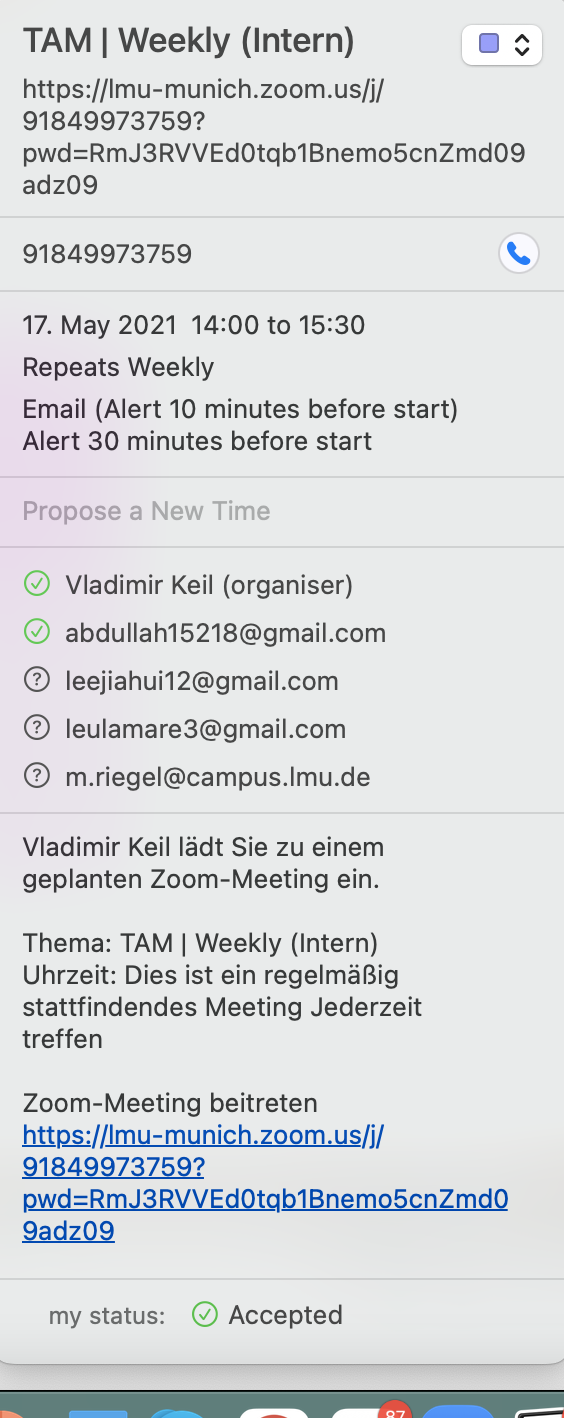 TAM | Weekly (Intern)
https://lmu-munich.zoom.us/j/
91849973759?
pwd=RmJ3RVVEd0tqb1Bnemo5cnZmd09
adz09
91849973759
17. May 2021  14:00 to 15:30
Repeats Weekly
Email (Alert 10 minutes before start)
Alert 30 minutes before start
Propose a New Time
Vladimir Keil (organiser)
abdullah15218@gmail.com
leejiahui12@gmail.com
leulamare3@gmail.com
m.riegel@campus.lmu.de
Vladimir Keil lädt Sie zu einem
geplanten Zoom-Meeting ein.
Thema: TAM | Weekly (Intern)
Uhrzeit: Dies ist ein regelmäßig
stattfindendes Meeting Jederzeit
treffen
Zoom-Meeting beitreten
https://lmu-munich.zoom.us/j/
91849973759?
pwd=RmJ3RVVEd0tqb1Bnemo5cnZmd0
9adz09
my status: Accepted
87